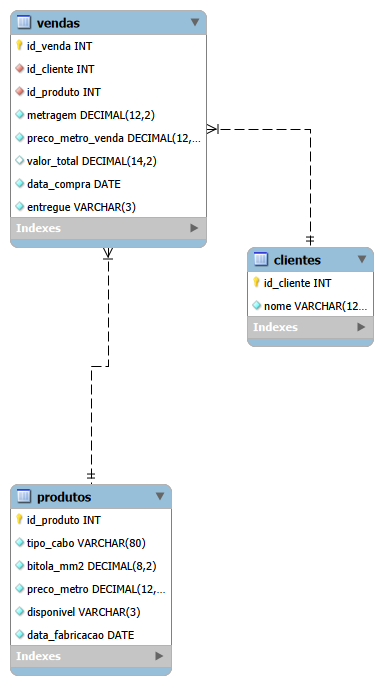 vendas
id_venda INT
id_cliente INT
id_produto INT
metragem DECIMAL(12,2)
preco_metro_venda DECIMAL(12,...
valor_total DECIMAL(14,2)
data_compra DATE
entregue VARCHAR(3)
Indexes
clientes
id_cliente INT
nome VARCHAR(12...
Indexes
produtos
id_produto INT
tipo_cabo VARCHAR(80)
bitola_mm2 DECIMAL(8,2)
preco_metro DECIMAL(12,...
disponivel VARCHAR(3)
data_fabricacao DATE
Indexes